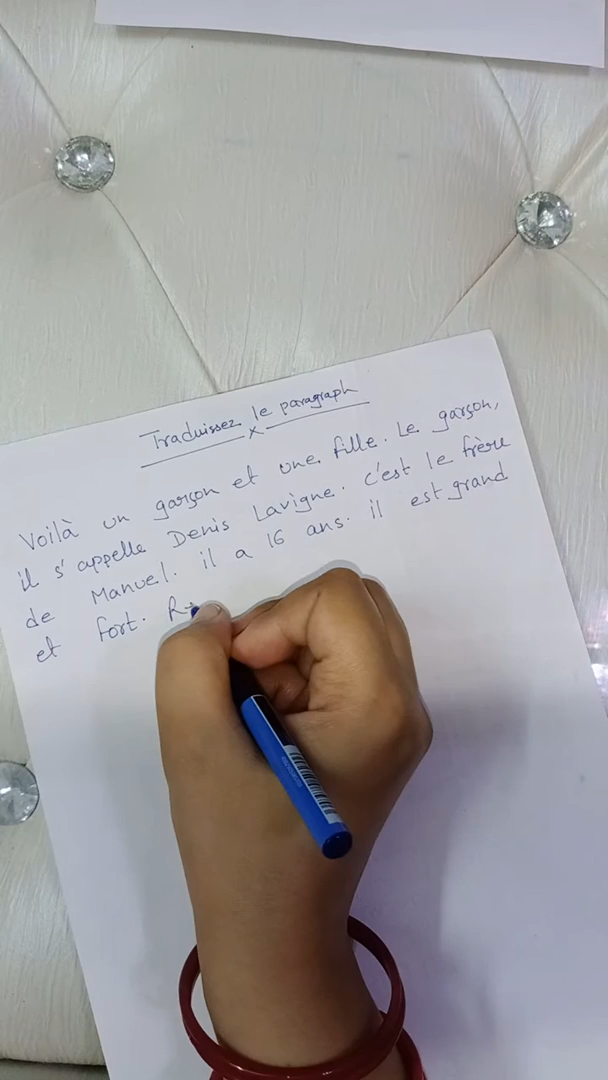 Traduissez le paragraph
x
Voilà un garçon et une fille. Le garçon,
il s'appelle Denis Lavigne. c'est le frère
de Manuel. il a 16 ans. il est grand
et fort.